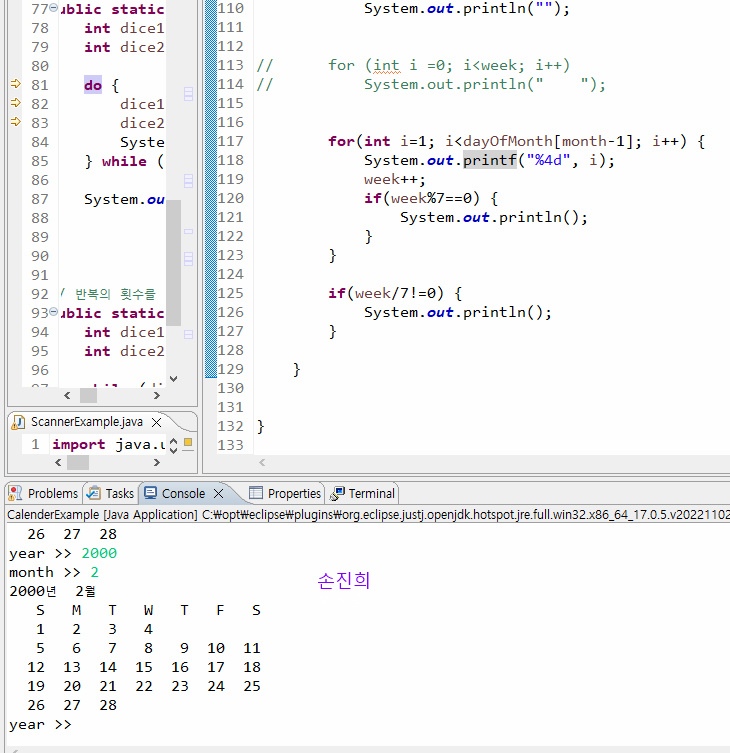 77 ublic static
78 int dice1
79 int dice2
80
81 do {
82 dice1
83 dice2
84 Syste
85 } while (
86
87 System.ou
88
89
90
91
92 / 반복의 횟수를
93 ublic static
94 int dice1
95 int dice2
96
ScannerExample.java
1 import java.u
110 System.out.println("");
111
112
113 // for (int i =0; i<week; i++)
114 // System.out.println("    ");
115
116
117 for(int i=1; i<dayOfMonth[month-1]; i++) {
118 System.out.printf("%4d", i);
119 week++;
120 if(week%7==0) {
121 System.out.println();
122 }
123 }
124
125 if(week/7!=0) {
126 System.out.println();
127 }
128
129 }
130
131
132 }
133
Problems Tasks Console Properties Terminal
CalenderExample [Java Application] C:₩opt₩eclipse₩plugins₩org.eclipse.justj.openjdk.hotspot.jre.full.win32.x86_64_17.0.5.v20221102
26 27 28
year >> 2000
month >> 2
손진희
2000년 2월
S M T W T F S
1 2 3 4
5 6 7 8 9 10 11
12 13 14 15 16 17 18
19 20 21 22 23 24 25
26 27 28
year >>